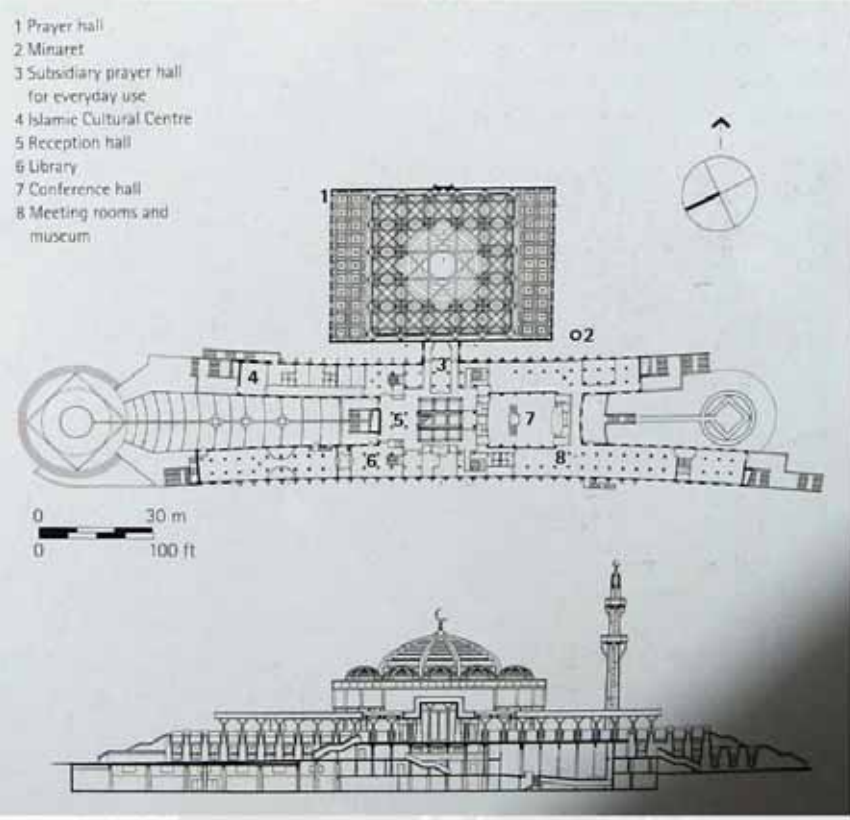 1 Prayer hall
2 Minaret
3 Subsidiary prayer hall
for everyday use
4 Islamic Cultural Centre
5 Reception hall
6 Library
7 Conference hall
8 Meeting rooms and
museum
1
2
3
4
5
7
6
8
0 30 m
0 100 ft